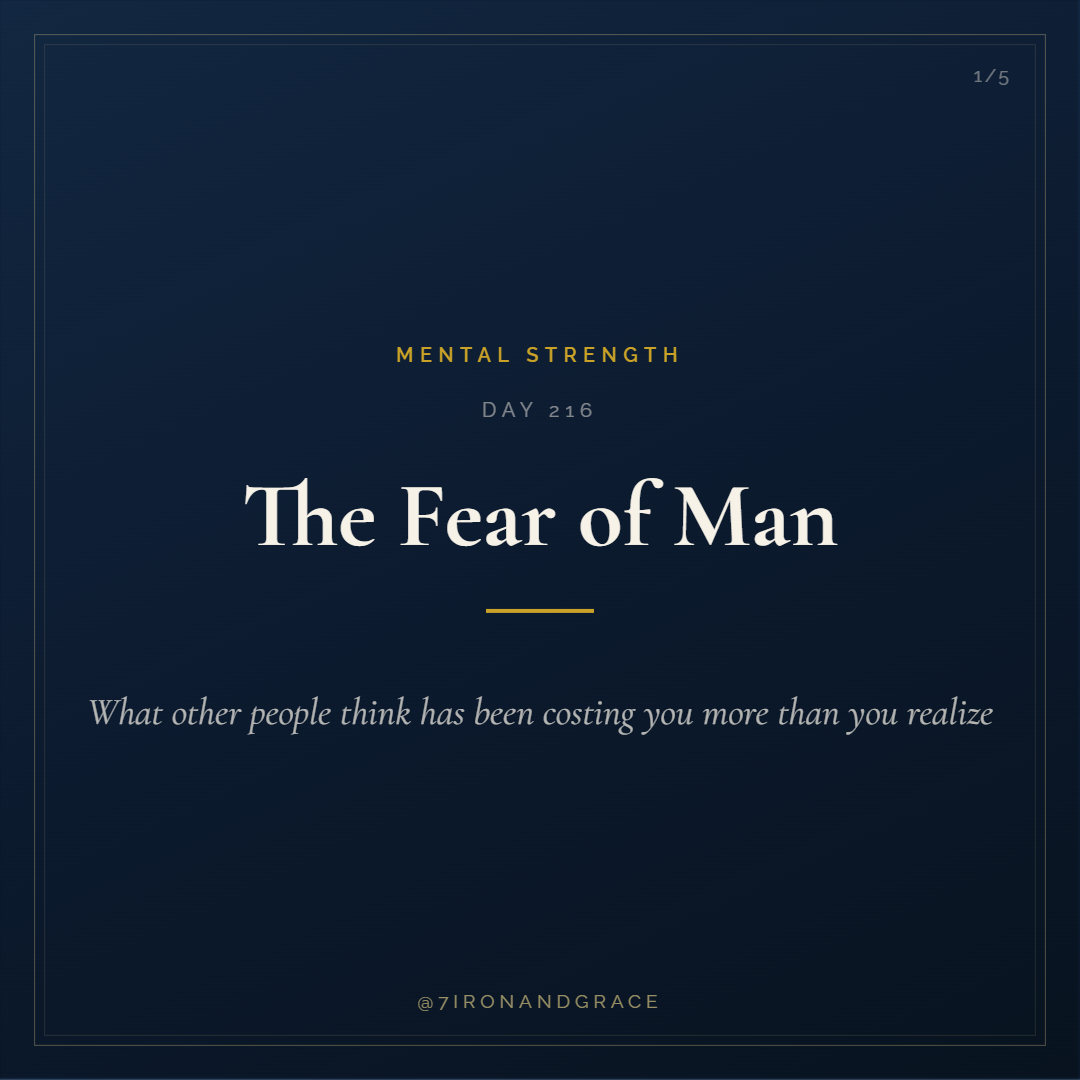 1/5
MENTAL STRENGTH
DAY 216
The Fear of Man
What other people think has been costing you more than you realize
@7IRONANDGRACE